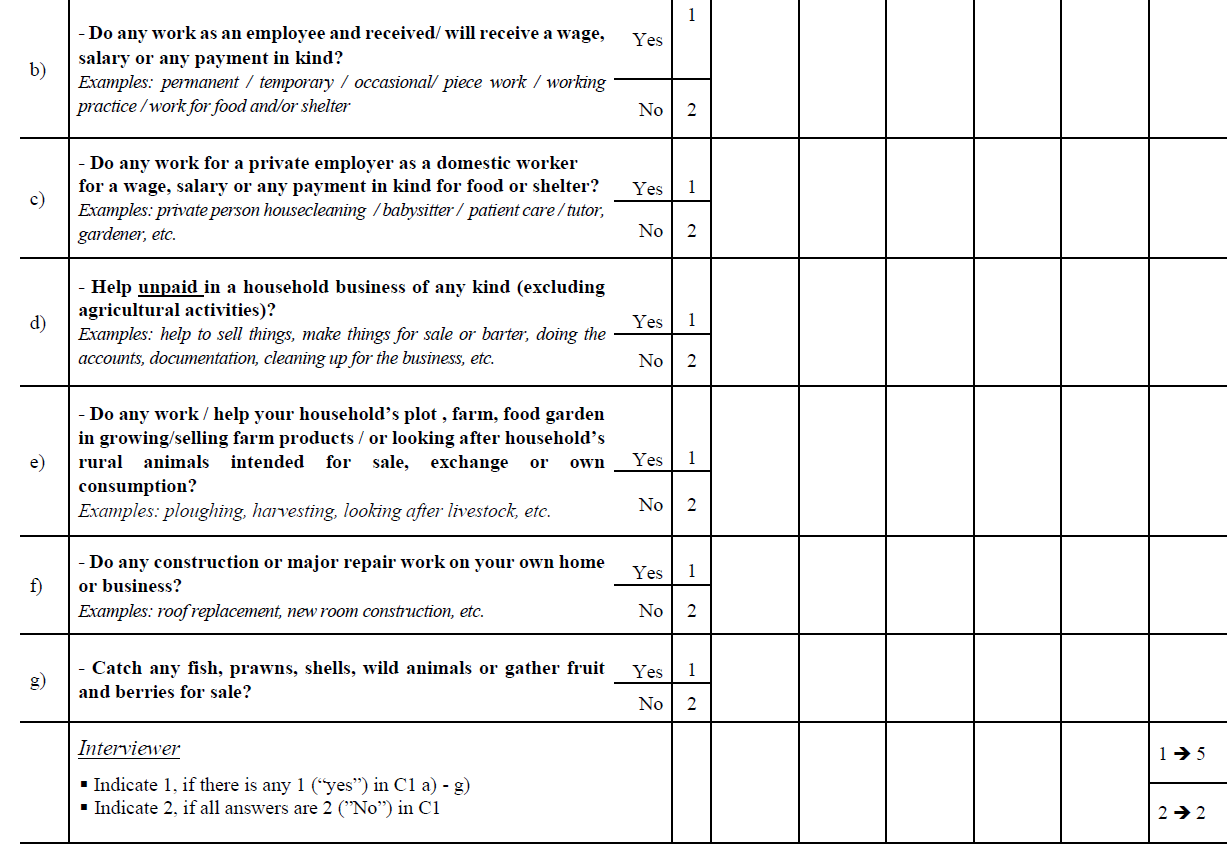 b)
- Do any work as an employee and received/ will receive a wage,
salary or any payment in kind?
Examples: permanent / temporary / occasional/ piece work / working
practice / work for food and/or shelter
Yes 1
No 2
c)
- Do any work for a private employer as a domestic worker
for a wage, salary or any payment in kind for food or shelter?
Examples: private person housecleaning / babysitter / patient care / tutor,
gardener, etc.
Yes 1
No 2
d)
- Help unpaid in a household business of any kind (excluding
agricultural activities)?
Examples: help to sell things, make things for sale or barter, doing the
accounts, documentation, cleaning up for the business, etc.
Yes 1
No 2
e)
- Do any work / help your household’s plot , farm, food garden
in growing/selling farm products / or looking after household’s
rural animals intended for sale, exchange or own
consumption?
Examples: ploughing, harvesting, looking after livestock, etc.
Yes 1
No 2
f)
- Do any construction or major repair work on your own home
or business?
Examples: roof replacement, new room construction, etc.
Yes 1
No 2
g)
- Catch any fish, prawns, shells, wild animals or gather fruit
and berries for sale?
Yes 1
No 2
Interviewer
▪ Indicate 1, if there is any 1 (“yes”) in C1 a) - g)
▪ Indicate 2, if all answers are 2 (”No”) in C1
1 ➔ 5
2 ➔ 2